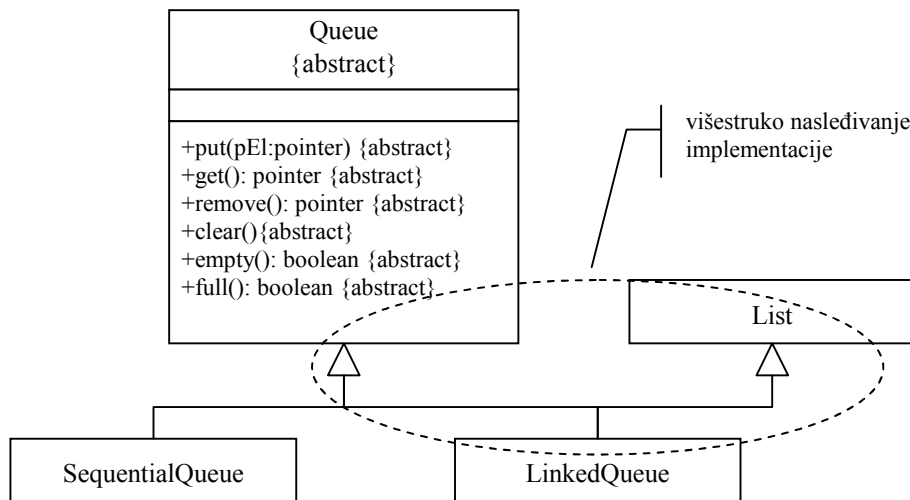 Queue
{abstract}
+put(pEl:pointer) {abstract}
+get(): pointer {abstract}
+remove(): pointer {abstract}
+clear(){abstract}
+empty(): boolean {abstract}
+full(): boolean {abstract}
višestruko nasleđivanje
implementacije
List
SequentialQueue
LinkedQueue